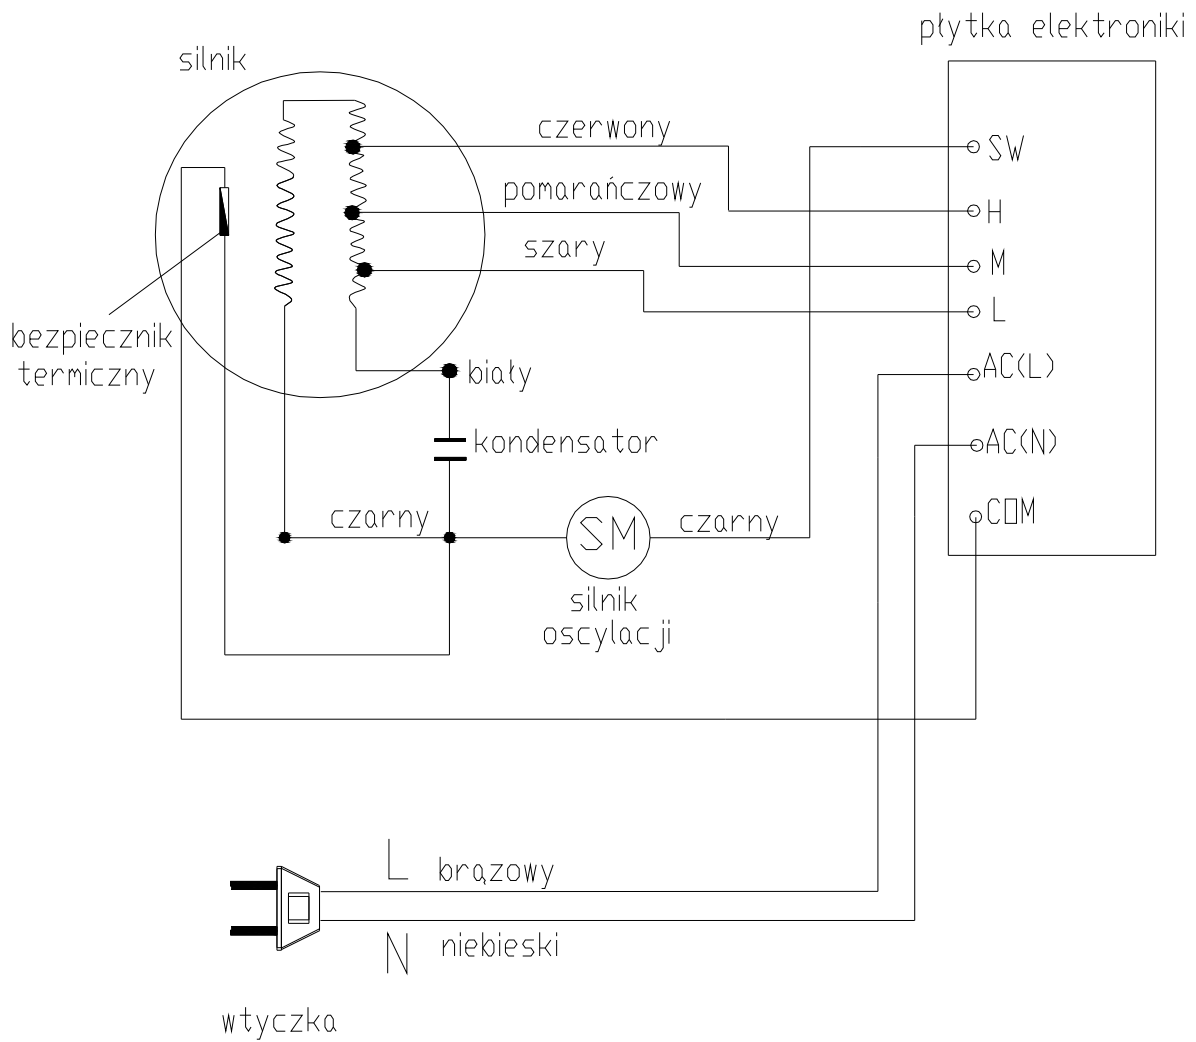 płytka elektroniki
silnik
czerwony
SW
pomarańczowy
H
szary
M
L
bezpiecznik
termiczny
AC(L)
biały
kondensator
AC(N)
czarny
SM
czarny
COM
silnik
oscylacji
L brązowy
N niebieski
wtyczka